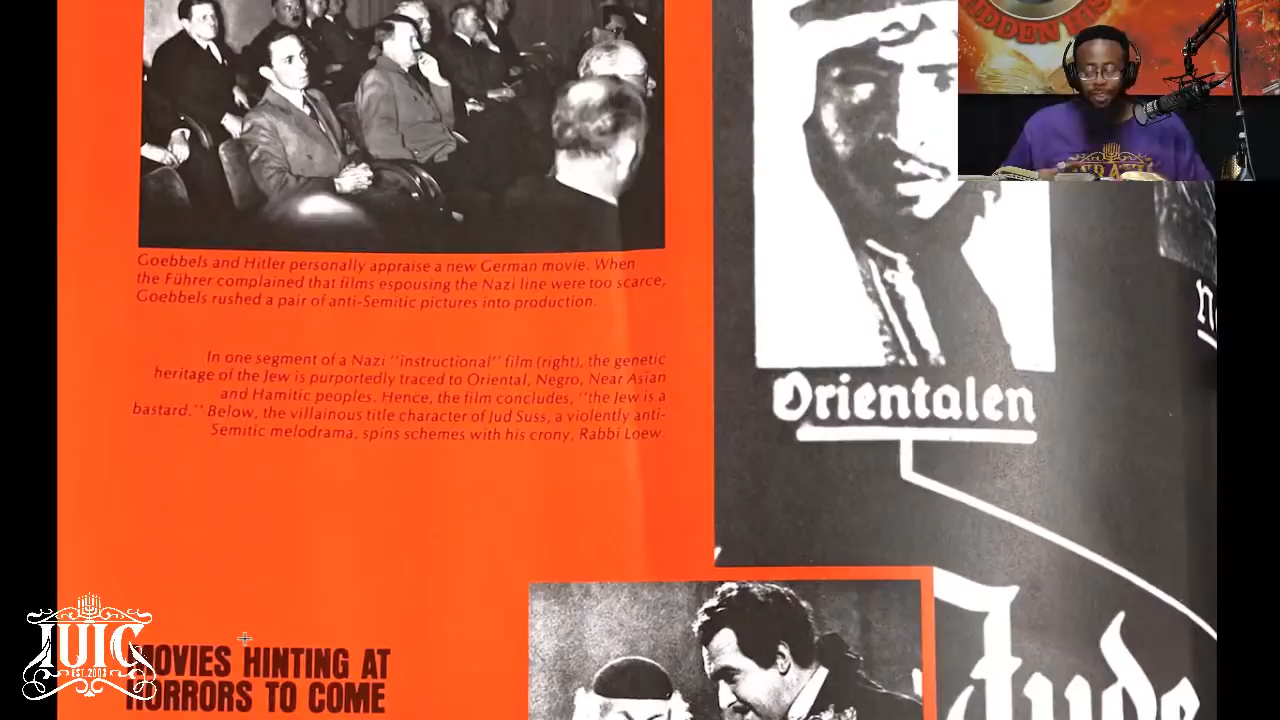 Goebbels and Hitler personally appraise a new German movie. When
the Führer complained that films espousing the Nazi line were too scarce,
Goebbels rushed a pair of anti-Semitic pictures into production.
In one segment of a Nazi "instructional" film (right), the genetic
heritage of the Jew is purportedly traced to Oriental, Negro, Near Asian
and Hamitic peoples. Hence, the film concludes, "the Jew is a
bastard." Below, the villainous title character of Jud Suss, a violently anti-
Semitic melodrama, spins schemes with his crony, Rabbi Loew.
Orientalen
Jude
MOVIES HINTING AT
HORRORS TO COME
IUIC
EST. 2003